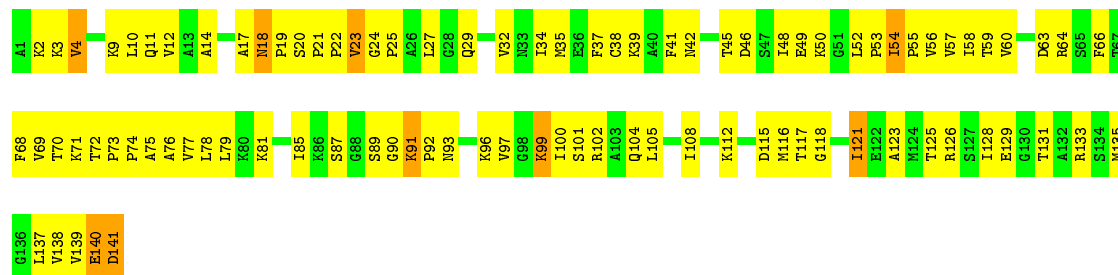 A1 K2 K3 V4 K9 L10 Q11 V12 A13 A14 A17 N18 P19 S20 P21 P22 V23 G24 P25 A26 L27 G28 Q29 V32 N33 I34 M35 E36 F37 C38 K39 A40 F41 N42 T45 D46 S47 I48 E49 K50 G51 L52 P53 I54 P55 V56 V57 I58 T59 V60 D63 R64 S65 F66 T67
F68 V69 T70 K71 T72 P73 P74 A75 A76 V77 L78 L79 K80 K81 I85 K86 S87 G88 S89 G90 K91 P92 N93 K96 V97 G98 K99 I100 S101 R102 A103 Q104 L105 I108 K112 D115 M116 T117 G118 I121 E122 A123 M124 T125 R126 S127 I128 E129 G130 T131 A132 R133 S134 M135
G136 L137 V138 V139 E140 D141